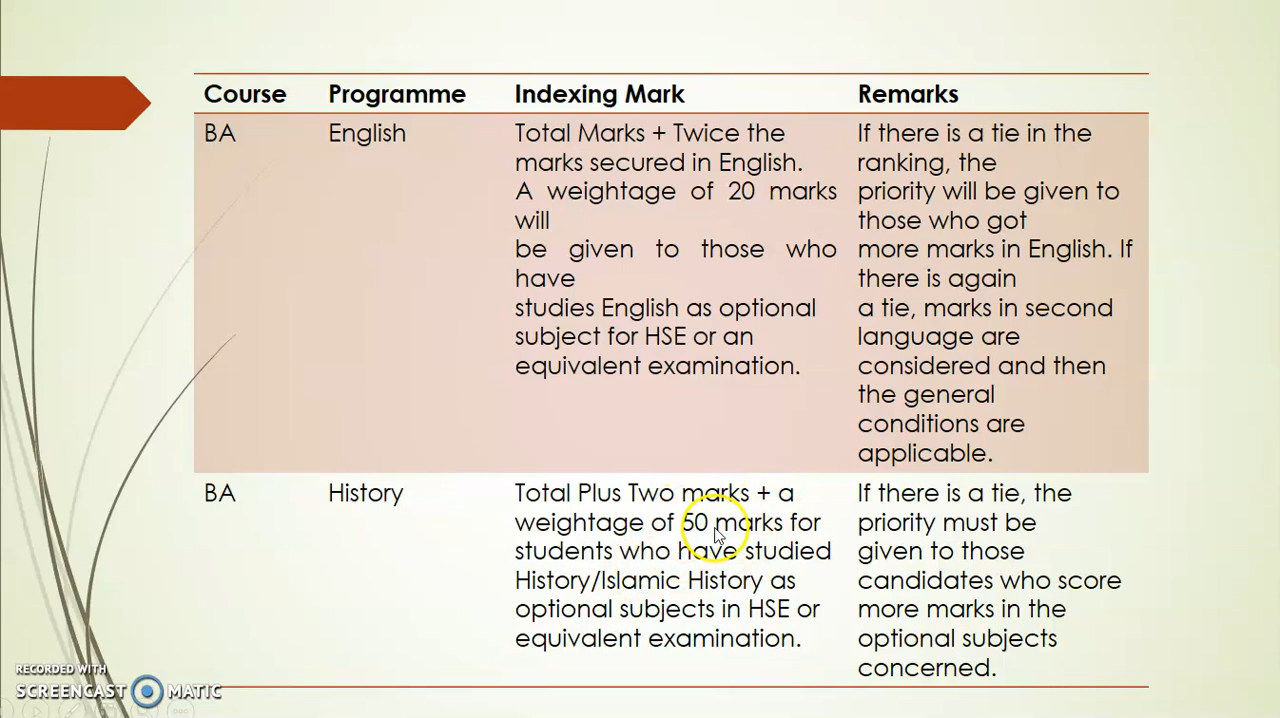 Course Programme Indexing Mark Remarks
BA English
Total Marks + Twice the
marks secured in English.
A weightage of 20 marks
will
be given to those who
have
studies English as optional
subject for HSE or an
equivalent examination.
If there is a tie in the
ranking, the
priority will be given to
those who got
more marks in English. If
there is again
a tie, marks in second
language are
considered and then
the general
conditions are
applicable.
BA History
Total Plus Two marks + a
weightage of 50 marks for
students who have studied
History/Islamic History as
optional subjects in HSE or
equivalent examination.
If there is a tie, the
priority must be
given to those
candidates who score
more marks in the
optional subjects
concerned.
RECORDED WITH
SCREENCAST MATIC